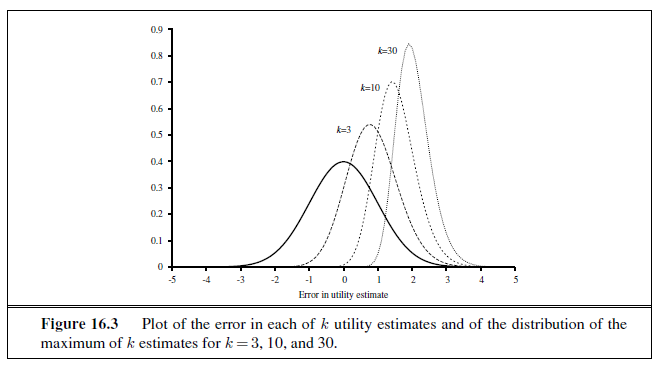 0.9
0.8
k=30
0.7
k=10
0.6
0.5
k=3
0.4
0.3
0.2
0.1
0
-5 -4 -3 -2 -1 0 1 2 3 4 5
Error in utility estimate
Figure 16.3 Plot of the error in each of k utility estimates and of the distribution of the
maximum of k estimates for k = 3, 10, and 30.